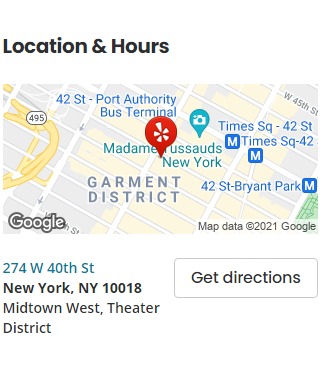 Location & Hours
495
42 St - Port Authority
Bus Terminal
W 45th St
Times Sq - 42 St
M Times Sq-42
M
Madame Tussauds
New York
GARMENT
DISTRICT
42 St-Bryant Park M
Google
Map data ©2021 Google
274 W 40th St
New York, NY 10018
Midtown West, Theater
District
Get directions